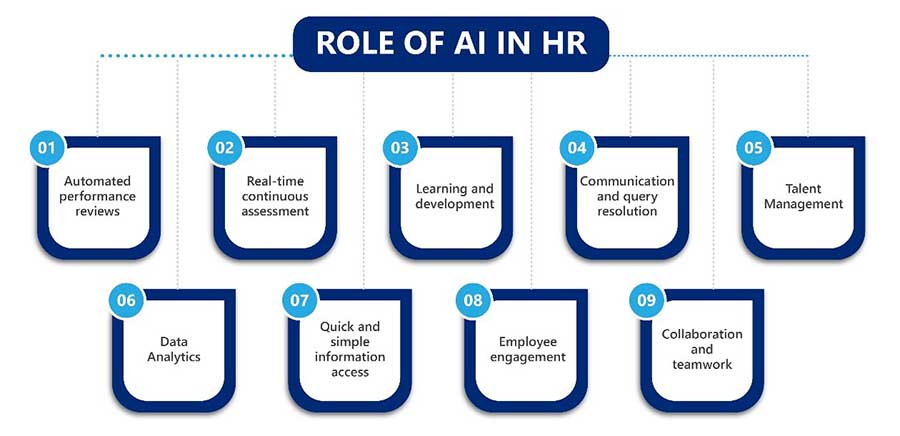 ROLE OF AI IN HR
01
Automated
performance
reviews
02
Real-time
continuous
assessment
03
Learning and
development
04
Communication
and query
resolution
05
Talent
Management
06
Data
Analytics
07
Quick and
simple
information
access
08
Employee
engagement
09
Collaboration
and
teamwork